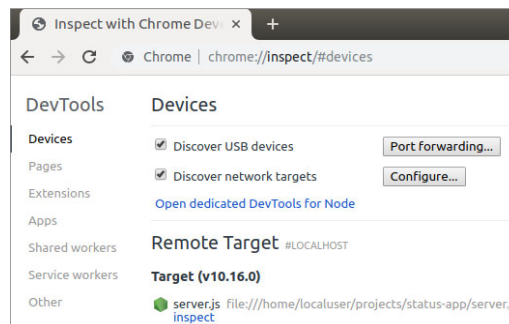 Inspect with Chrome Dev
Chrome | chrome://inspect/#devices
DevTools
Devices
Pages
Extensions
Apps
Shared workers
Service workers
Other
Devices
Discover USB devices Port forwarding...
Discover network targets Configure...
Open dedicated DevTools for Node
Remote Target #LOCALHOST
Target (v10.16.0)
server.js file:///home/localuser/projects/status-app/server.
inspect